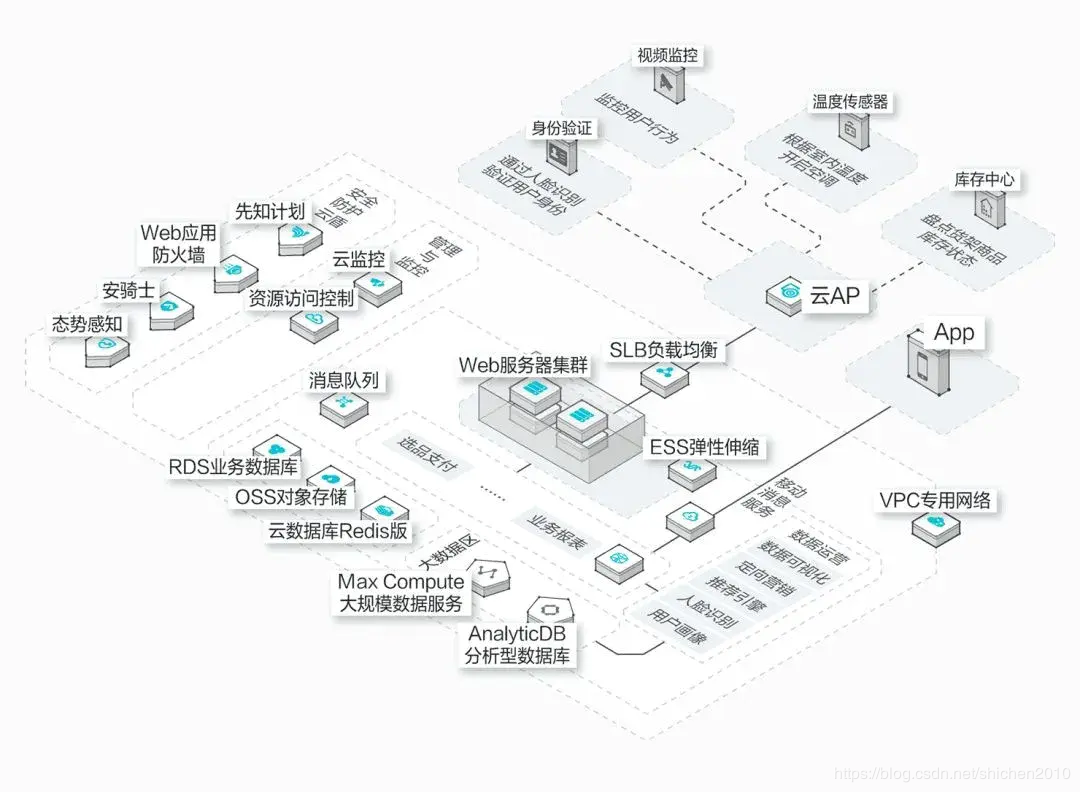 视频监控
监控用户行为
温度传感器
根据室内温度
开启空调
身份验证
通过人脸识别
验证用户身份
库存中心
盘点货架商品
库存状态
云AP
App
安全
防护
云盾
先知计划
Web应用
防火墙
安骑士
态势感知
管理
与
监控
云监控
资源访问控制
SLB负载均衡
Web服务器集群
消息队列
ESS弹性伸缩
选品支付
......
RDS业务数据库
OSS对象存储
云数据库Redis版
移动
消息
服务
VPC专用网络
业务报表
大数据区
Max Compute
大规模数据服务
AnalyticDB
分析型数据库
数据运营
数据可视化
定向营销
推荐引擎
人脸识别
用户画像
https://blog.csdn.net/shichen2010